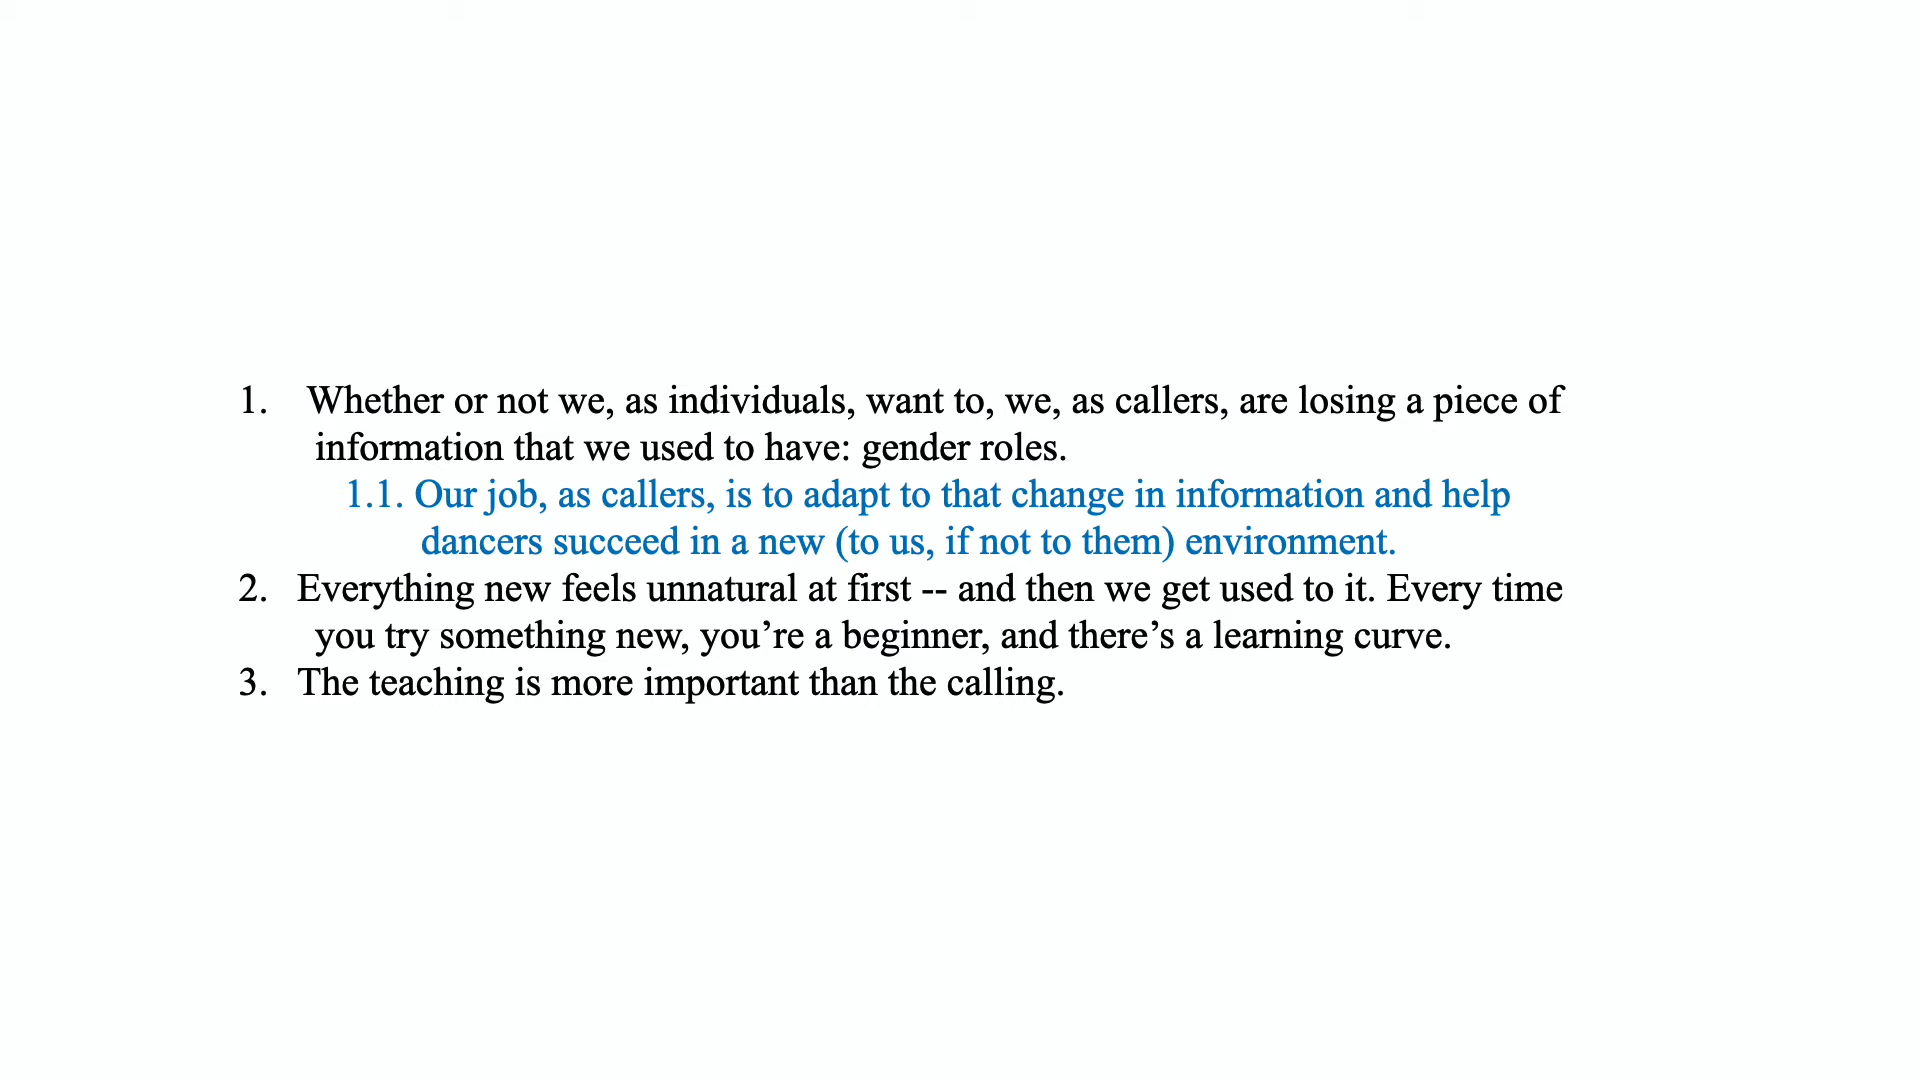 1. Whether or not we, as individuals, want to, we, as callers, are losing a piece of
information that we used to have: gender roles.
1.1. Our job, as callers, is to adapt to that change in information and help
dancers succeed in a new (to us, if not to them) environment.
2. Everything new feels unnatural at first -- and then we get used to it. Every time
you try something new, you’re a beginner, and there’s a learning curve.
3. The teaching is more important than the calling.